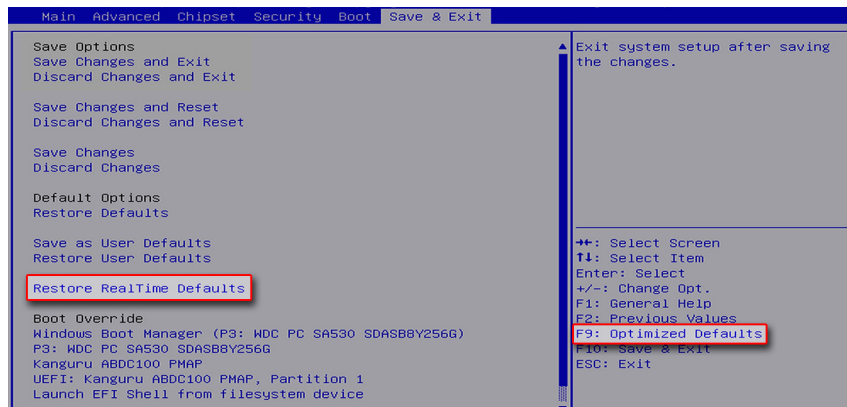 Main Advanced Chipset Security Boot Save & Exit
Save Options
Save Changes and Exit
Discard Changes and Exit
Save Changes and Reset
Discard Changes and Reset
Save Changes
Discard Changes
Default Options
Restore Defaults
Save as User Defaults
Restore User Defaults
Restore RealTime Defaults
Boot Override
Windows Boot Manager (P3: WDC PC SA530 SDASB8Y256G)
P3: WDC PC SA530 SDASB8Y256G
Kanguru ABDC100 PMAP
UEFI: Kanguru ABDC100 PMAP, Partition 1
Launch EFI Shell from filesystem device
Exit system setup after saving
the changes.
→←: Select Screen
↑↓: Select Item
Enter: Select
+/-: Change Opt.
F1: General Help
F2: Previous Values
F9: Optimized Defaults
F10: Save & Exit
ESC: Exit